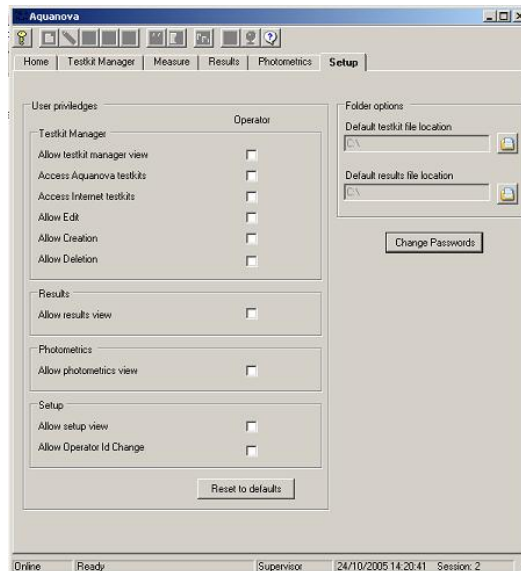 Aquanova
Home Testkit Manager Measure Results Photometrics Setup
User priviledges
Operator
Testkit Manager
Allow testkit manager view
Access Aquanova testkits
Access Internet testkits
Allow Edit
Allow Creation
Allow Deletion
Results
Allow results view
Photometrics
Allow photometrics view
Setup
Allow setup view
Allow Operator Id Change
Reset to defaults
Folder options
Default testkit file location
C:\
Default results file location
C:\
Change Passwords
Online Ready Supervisor 24/10/2005 14:20:41 Session: 2